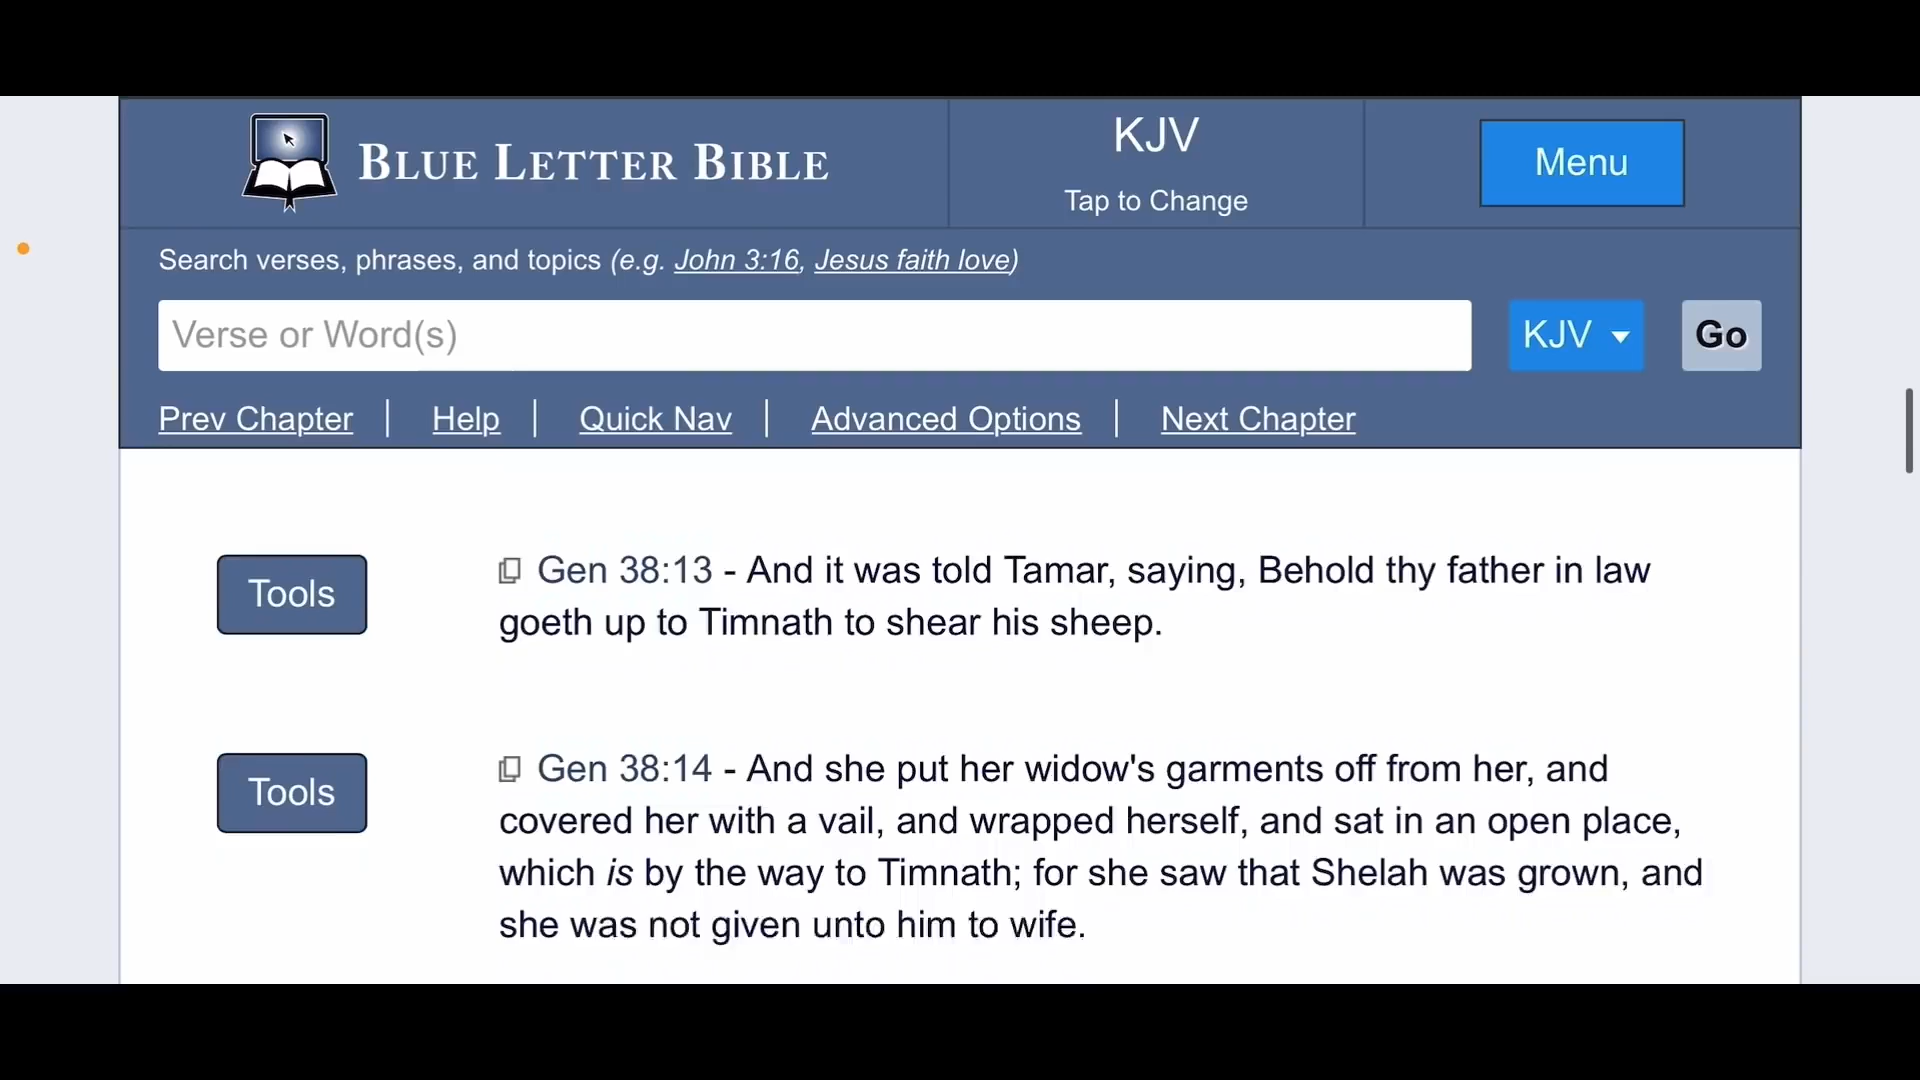 BLUE LETTER BIBLE
KJV
Tap to Change
Menu
Search verses, phrases, and topics (e.g. John 3:16, Jesus faith love)
Verse or Word(s)
KJV
Go
Prev Chapter | Help | Quick Nav | Advanced Options | Next Chapter
Tools
Gen 38:13 - And it was told Tamar, saying, Behold thy father in law
goeth up to Timnath to shear his sheep.
Tools
Gen 38:14 - And she put her widow's garments off from her, and
covered her with a vail, and wrapped herself, and sat in an open place,
which is by the way to Timnath; for she saw that Shelah was grown, and
she was not given unto him to wife.